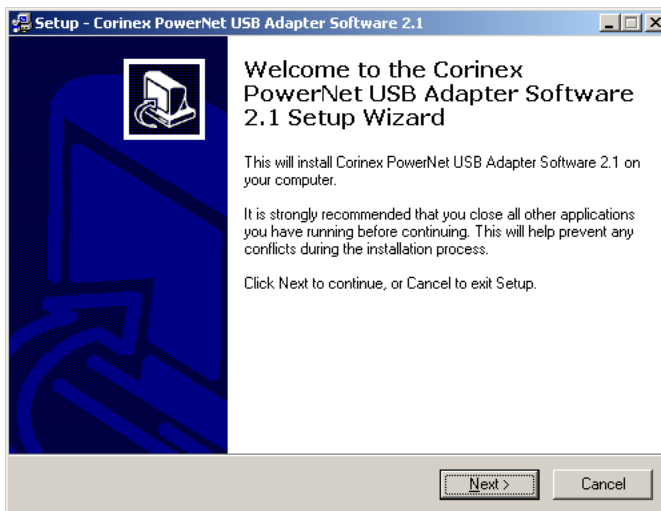 Setup - Corinex PowerNet USB Adapter Software 2.1
Welcome to the Corinex
PowerNet USB Adapter Software
2.1 Setup Wizard
This will install Corinex PowerNet USB Adapter Software 2.1 on
your computer.
It is strongly recommended that you close all other applications
you have running before continuing. This will help prevent any
conflicts during the installation process.
Click Next to continue, or Cancel to exit Setup.
Next >
Cancel